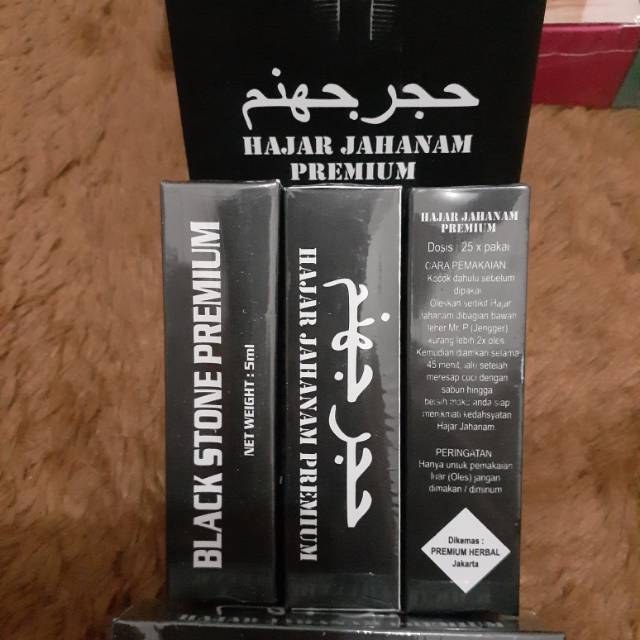 حجر جهنم
HAJAR JAHANAM
PREMIUM
BLACK STONE PREMIUM
NET WEIGHT : 5ml
HAJAR JAHANAM PREMIUM
حجر جهنم
HAJAR JAHANAM
PREMIUM
Dosis : 25 x pakai
CARA PEMAKAIAN
Kocok dahulu sebelum
dipakai
Oleskan sedikit Hajar
Jahanam dibagian bawah
leher Mr. P (Jengger)
kurang lebih 2x oles
Kemudian diamkan selama
45 menit, lalu setelah
meresap cuci dengan
sabun hingga
bersih maka anda siap
menikmati kedahsyatan
Hajar Jahanam.
PERINGATAN
Hanya untuk pemakaian
luar (Oles) jangan
dimakan / diminum
Dikemas :
PREMIUM HERBAL
Jakarta
HAJAR JAHANAM